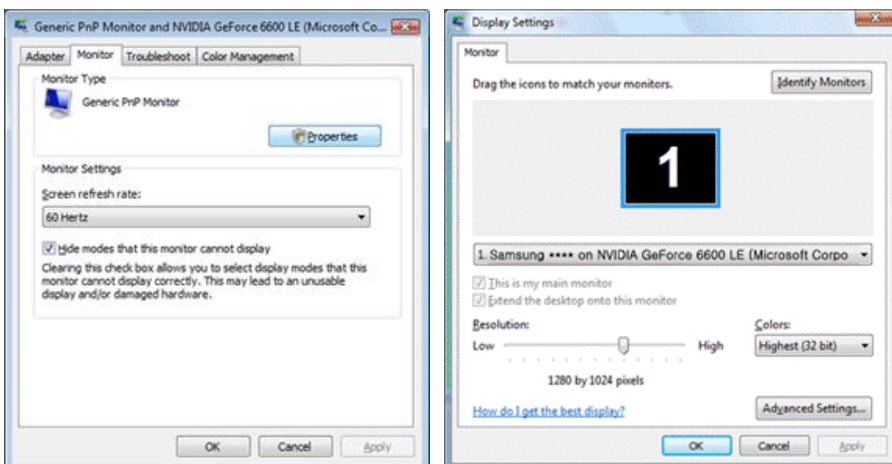 Generic PnP Monitor and NVIDIA GeForce 6600 LE (Microsoft Co...
Adapter Monitor Troubleshoot Color Management
Monitor Type
Generic PnP Monitor
Properties
Monitor Settings
Screen refresh rate:
60 Hertz
Hide modes that this monitor cannot display
Clearing this check box allows you to select display modes that this
monitor cannot display correctly. This may lead to an unusable
display and/or damaged hardware.
OK Cancel Apply
Display Settings
Monitor
Drag the icons to match your monitors.
Identify Monitors
1
1. Samsung **** on NVIDIA GeForce 6600 LE (Microsoft Corpo
This is my main monitor
Extend the desktop onto this monitor
Resolution:
Colors:
Low High
Highest (32 bit)
1280 by 1024 pixels
How do I get the best display?
Advanced Settings...
OK Cancel Apply